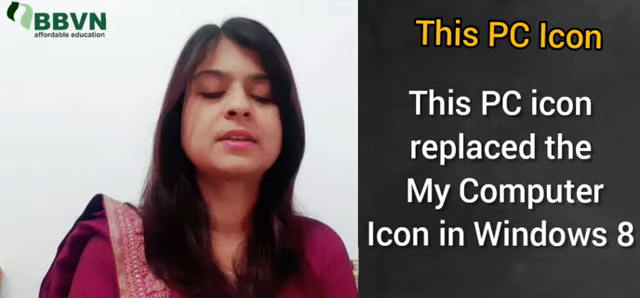 BBVN
affordable education
This PC Icon
This PC icon
replaced the
My Computer
Icon in Windows 8